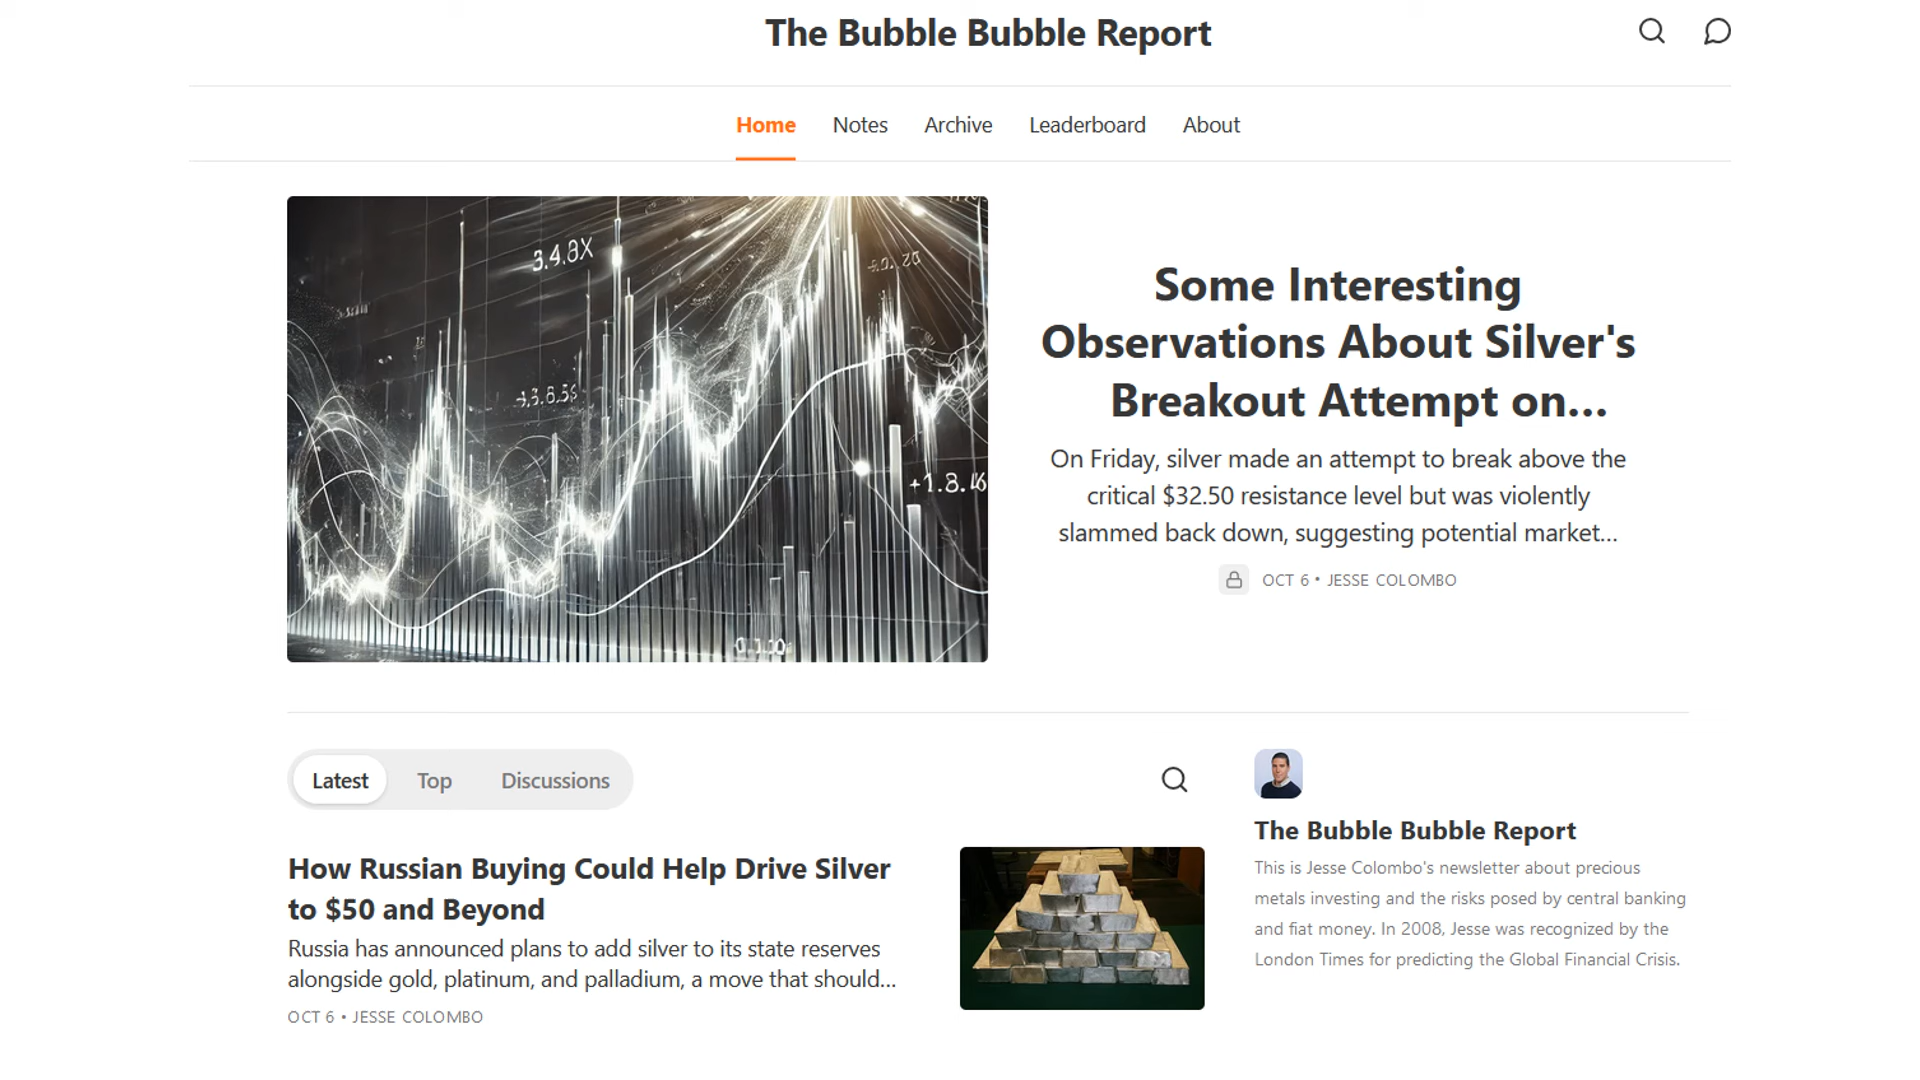 The Bubble Bubble Report
Home Notes Archive Leaderboard About
3.4.8X
+1.8.16
Some Interesting
Observations About Silver's
Breakout Attempt on...
On Friday, silver made an attempt to break above the
critical $32.50 resistance level but was violently
slammed back down, suggesting potential market...
OCT 6 • JESSE COLOMBO
Latest Top Discussions
How Russian Buying Could Help Drive Silver
to $50 and Beyond
Russia has announced plans to add silver to its state reserves
alongside gold, platinum, and palladium, a move that should...
OCT 6 • JESSE COLOMBO
The Bubble Bubble Report
This is Jesse Colombo's newsletter about precious
metals investing and the risks posed by central banking
and fiat money. In 2008, Jesse was recognized by the
London Times for predicting the Global Financial Crisis.